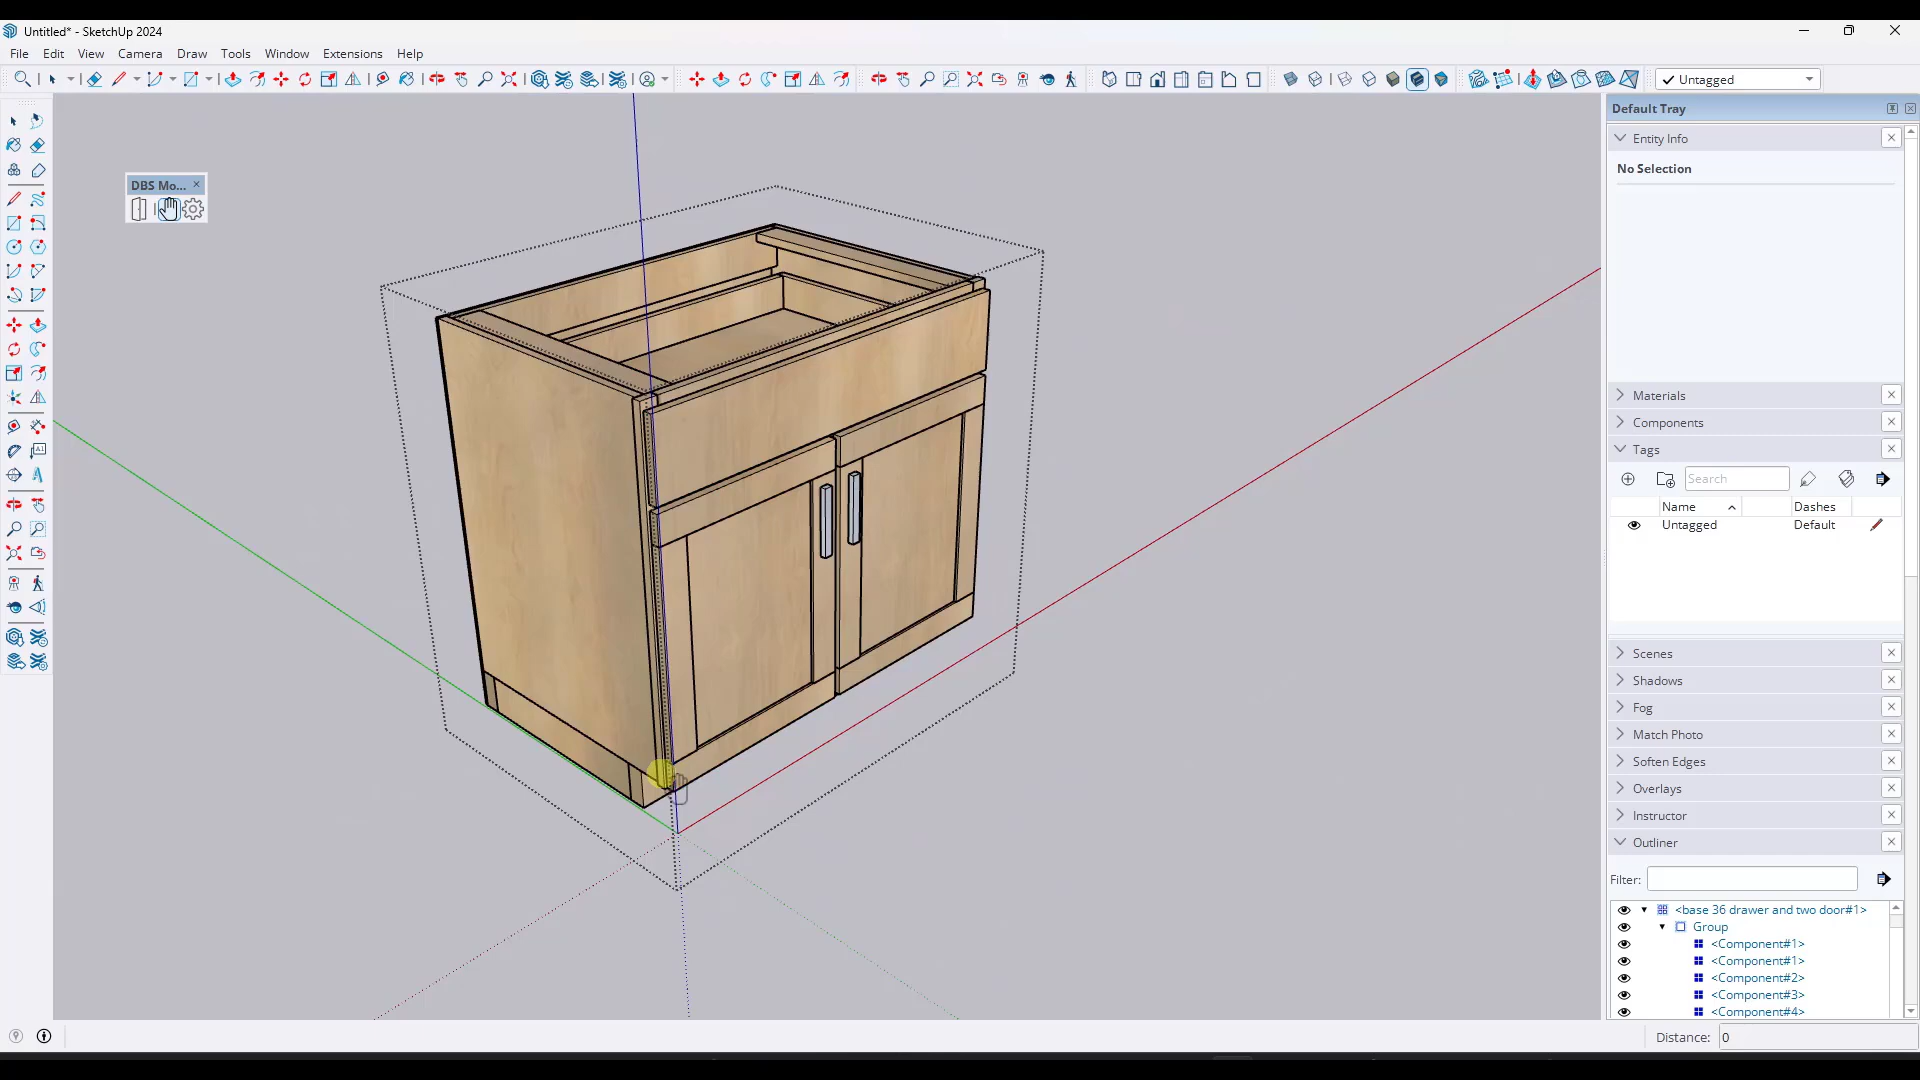 Untitled* - SketchUp 2024
File Edit View Camera Draw Tools Window Extensions Help
Untagged
Default Tray
Entity Info
No Selection
DBS Mo...
Materials
Components
Tags
Search
Name Dashes
Untagged Default
Scenes
Shadows
Fog
Match Photo
Soften Edges
Overlays
Instructor
Outliner
Filter:
<base 36 drawer and two door#1>
Group
<Component#1>
<Component#1>
<Component#2>
<Component#3>
<Component#4>
Distance: 0